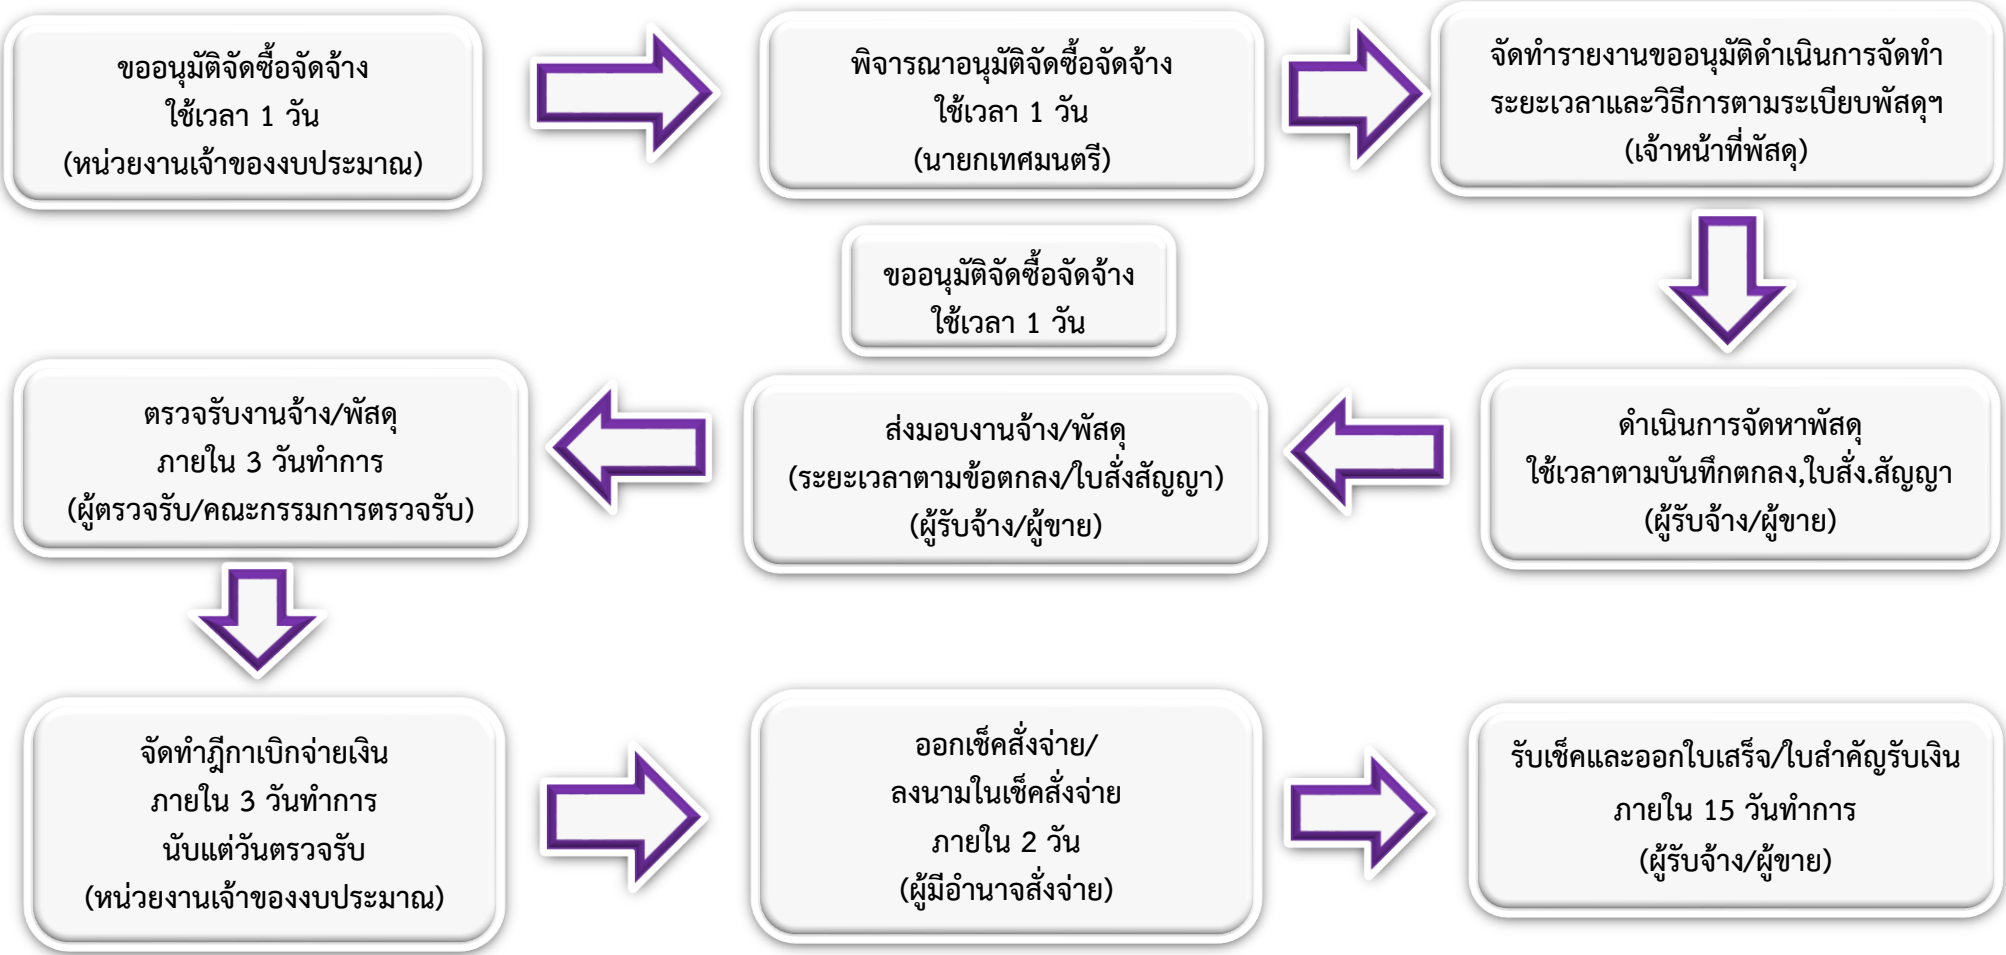 ขออนุมัติจัดซื้อจัดจ้าง
ใช้เวลา 1 วัน
(หน่วยงานเจ้าของงบประมาณ)
พิจารณาอนุมัติจัดซื้อจัดจ้าง
ใช้เวลา 1 วัน
(นายกเทศมนตรี)
จัดทำรายงานขออนุมัติดำเนินการจัดทำ
ระยะเวลาและวิธีการตามระเบียบพัสดุฯ
(เจ้าหน้าที่พัสดุ)
ขออนุมัติจัดซื้อจัดจ้าง
ใช้เวลา 1 วัน
ดำเนินการจัดหาพัสดุ
ใช้เวลาตามบันทึกตกลง,ใบสั่ง.สัญญา
(ผู้รับจ้าง/ผู้ขาย)
ส่งมอบงานจ้าง/พัสดุ
(ระยะเวลาตามข้อตกลง/ใบสั่งสัญญา)
(ผู้รับจ้าง/ผู้ขาย)
ตรวจรับงานจ้าง/พัสดุ
ภายใน 3 วันทำการ
(ผู้ตรวจรับ/คณะกรรมการตรวจรับ)
จัดทำฎีกาเบิกจ่ายเงิน
ภายใน 3 วันทำการ
นับแต่วันตรวจรับ
(หน่วยงานเจ้าของงบประมาณ)
ออกเช็คสั่งจ่าย/
ลงนามในเช็คสั่งจ่าย
ภายใน 2 วัน
(ผู้มีอำนาจสั่งจ่าย)
รับเช็คและออกใบเสร็จ/ใบสำคัญรับเงิน
ภายใน 15 วันทำการ
(ผู้รับจ้าง/ผู้ขาย)